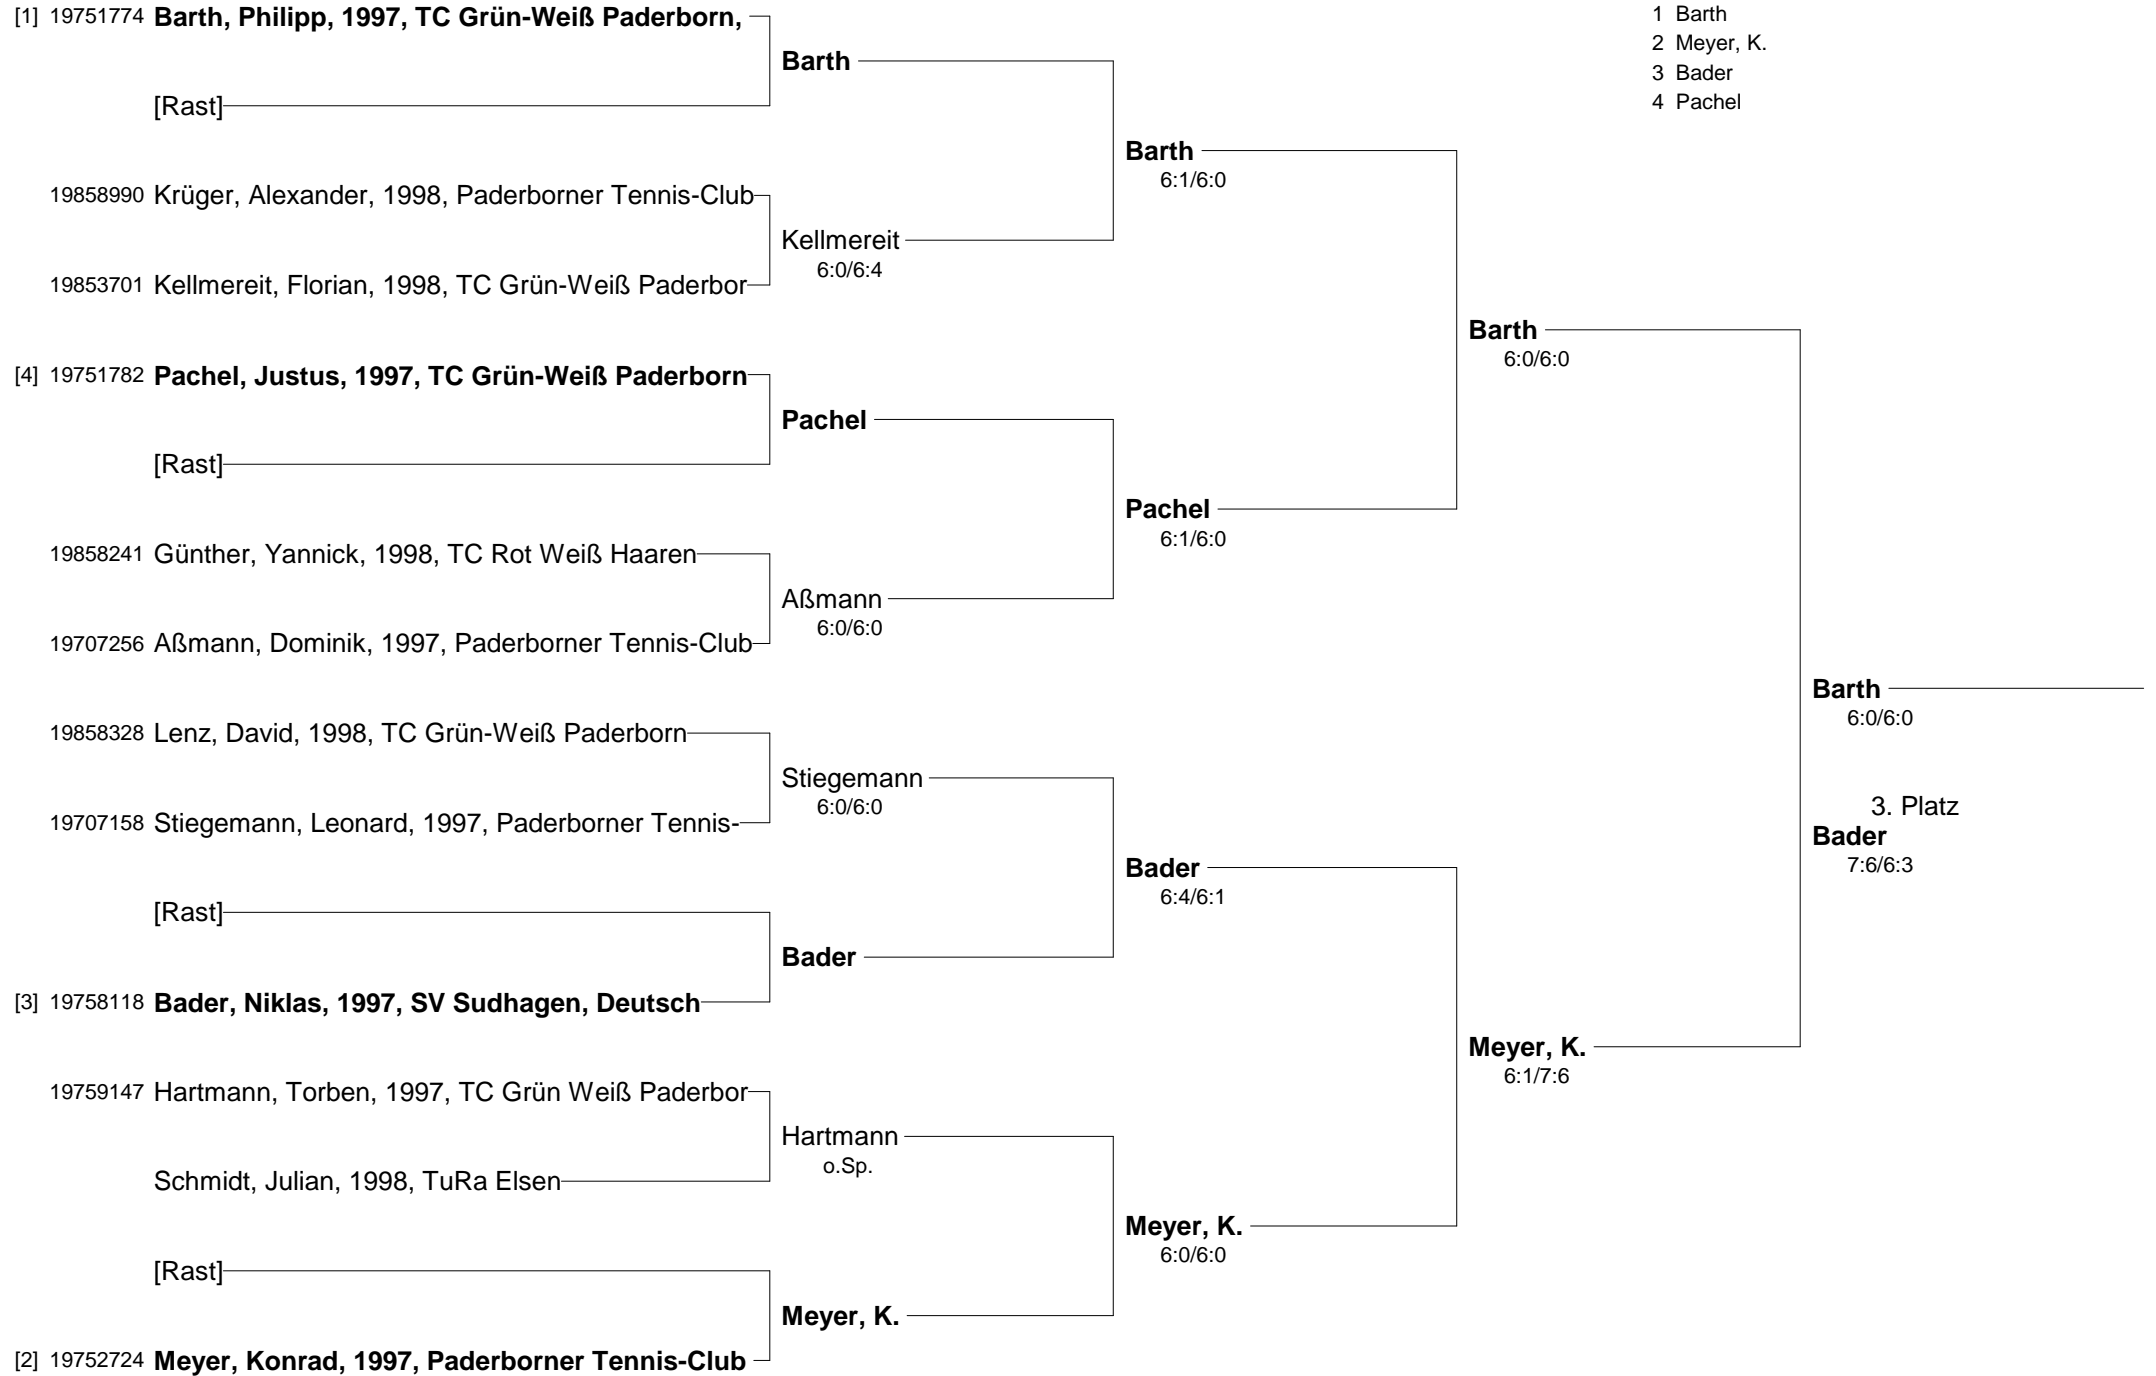 [1] 19751774 Barth, Philipp, 1997, TC Grün-Weiß Paderborn,
1 Barth
2 Meyer, K.
3 Bader
4 Pachel
Barth
[Rast]
Barth
6:1/6:0
19858990 Krüger, Alexander, 1998, Paderborner Tennis-Club
Kellmereit
6:0/6:4
19853701 Kellmereit, Florian, 1998, TC Grün-Weiß Paderbor
Barth
6:0/6:0
[4] 19751782 Pachel, Justus, 1997, TC Grün-Weiß Paderborn
Pachel
[Rast]
Pachel
6:1/6:0
19858241 Günther, Yannick, 1998, TC Rot Weiß Haaren
Aßmann
6:0/6:0
19707256 Aßmann, Dominik, 1997, Paderborner Tennis-Club
Barth
6:0/6:0
19858328 Lenz, David, 1998, TC Grün-Weiß Paderborn
Stiegemann
6:0/6:0
19707158 Stiegemann, Leonard, 1997, Paderborner Tennis-
3. Platz
Bader
7:6/6:3
Bader
6:4/6:1
[Rast]
Bader
[3] 19758118 Bader, Niklas, 1997, SV Sudhagen, Deutsch
Meyer, K.
6:1/7:6
19759147 Hartmann, Torben, 1997, TC Grün Weiß Paderbor
Hartmann
o.Sp.
Schmidt, Julian, 1998, TuRa Elsen
Meyer, K.
6:0/6:0
[Rast]
Meyer, K.
[2] 19752724 Meyer, Konrad, 1997, Paderborner Tennis-Club